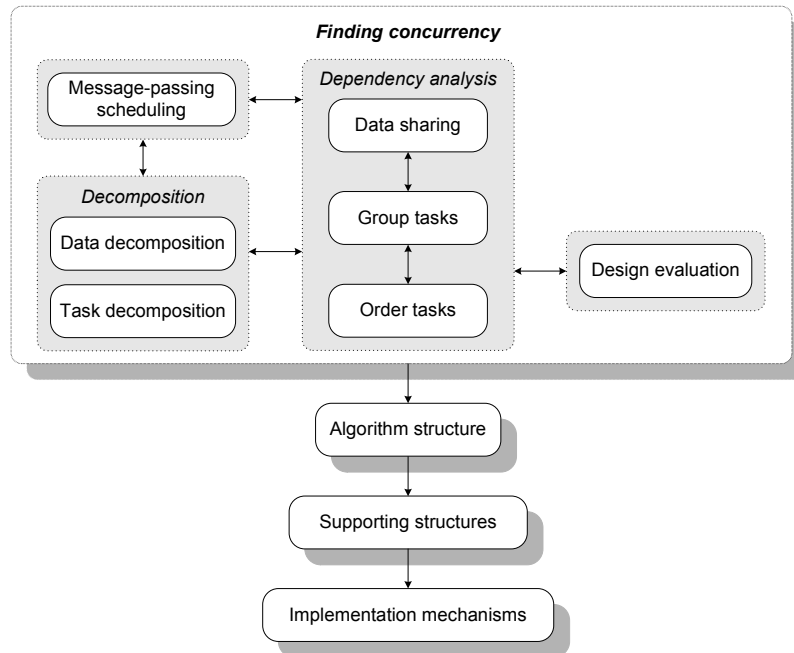 Finding concurrency
Message-passing
scheduling
Decomposition
Data decomposition
Task decomposition
Dependency analysis
Data sharing
Group tasks
Order tasks
Design evaluation
Algorithm structure
Supporting structures
Implementation mechanisms